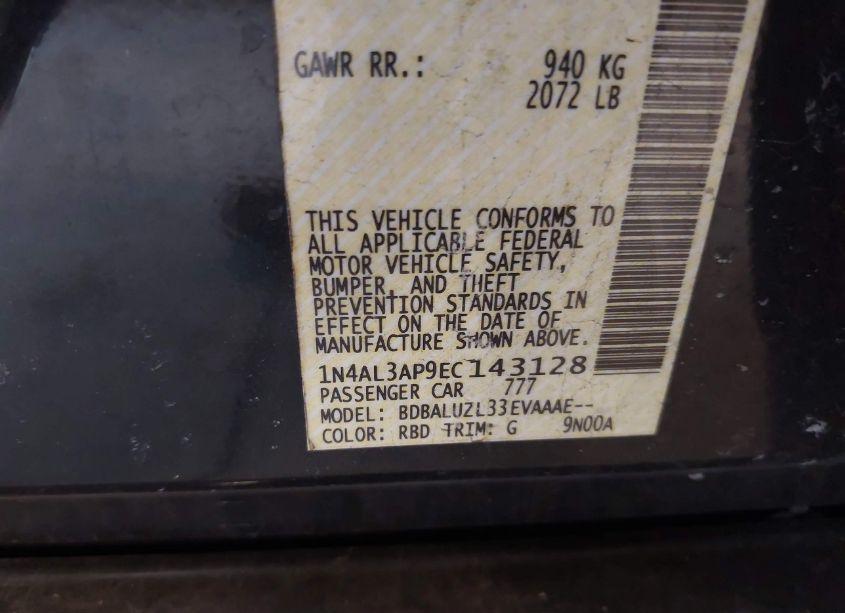 GAWR RR.: 940 KG
2072 LB
THIS VEHICLE CONFORMS TO
ALL APPLICABLE FEDERAL
MOTOR VEHICLE SAFETY,
BUMPER, AND THEFT
PREVENTION STANDARDS IN
EFFECT ON THE DATE OF
MANUFACTURE SHOWN ABOVE.
1N4AL3AP9EC143128
PASSENGER CAR 777
MODEL: BDBALUZL33EVAAAE--
COLOR: RBD TRIM: G 9N00A